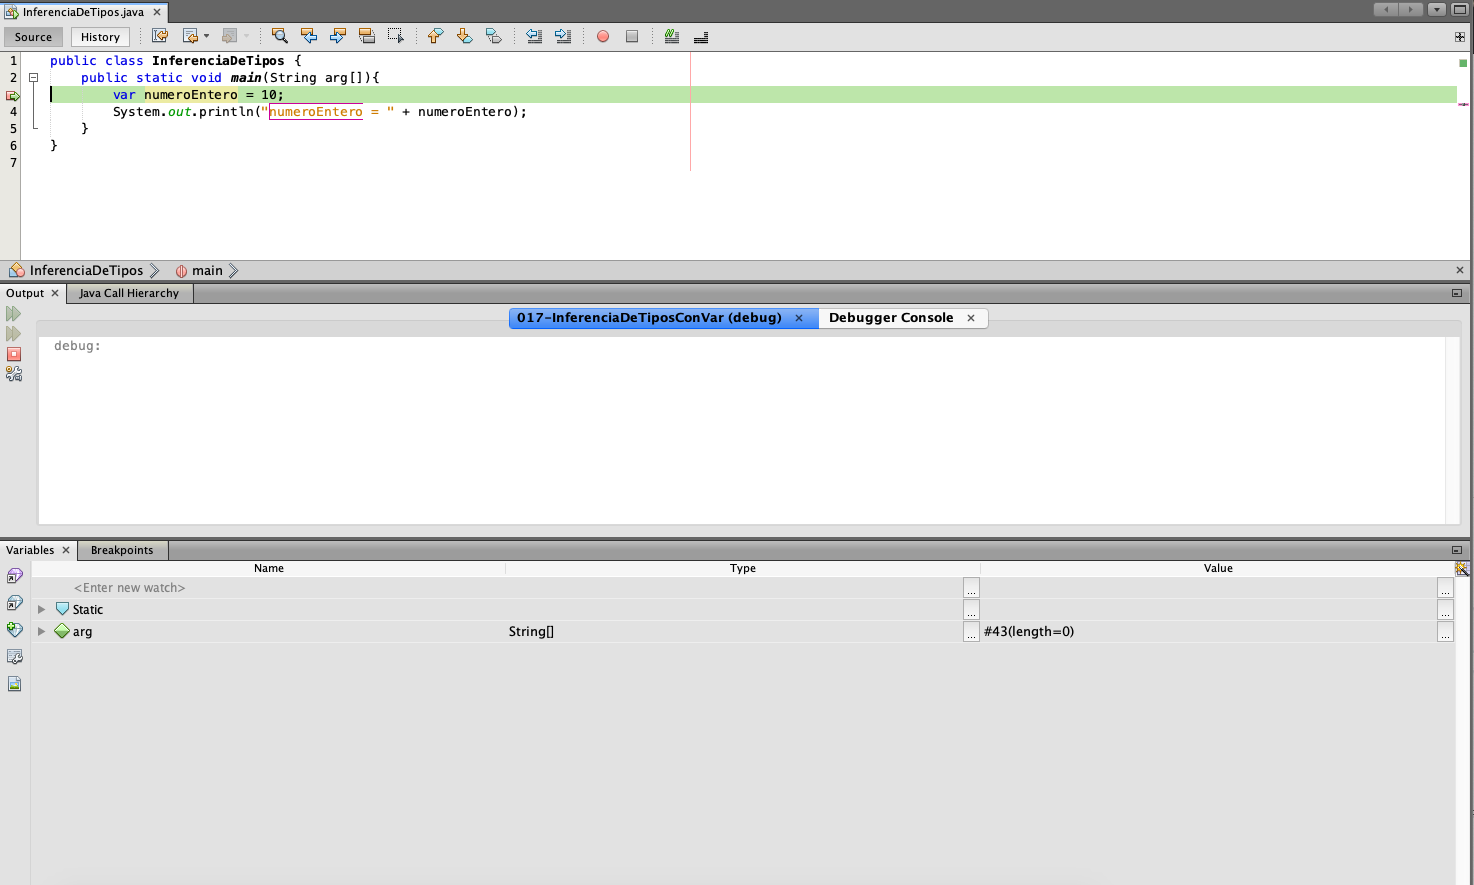 InferenciaDeTipos.java ×
Source History
1 public class InferenciaDeTipos {
2 public static void main(String arg[]){
var numeroEntero = 10;
4 System.out.println("numeroEntero = " + numeroEntero);
5 }
6 }
7
InferenciaDeTipos main ×
Output × Java Call Hierarchy
017-InferenciaDeTiposConVar (debug) × Debugger Console ×
debug:
Variables × Breakpoints
Name Type Value
<Enter new watch> ... ...
Static ... ...
arg String[] ... #43(length=0) ...